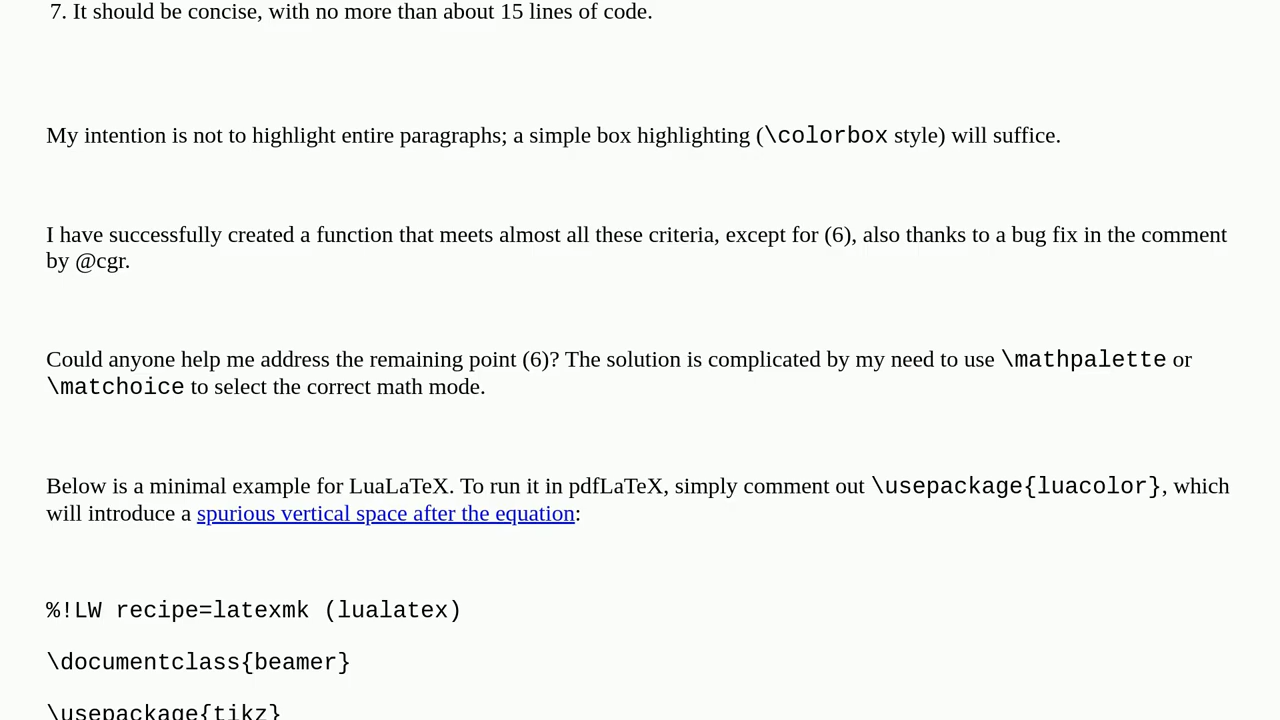 7. It should be concise, with no more than about 15 lines of code.
My intention is not to highlight entire paragraphs; a simple box highlighting (\colorbox style) will suffice.
I have successfully created a function that meets almost all these criteria, except for (6), also thanks to a bug fix in the comment
by @cgr.
Could anyone help me address the remaining point (6)? The solution is complicated by my need to use \mathpalette or
\matchoice to select the correct math mode.
Below is a minimal example for LuaLaTeX. To run it in pdfLaTeX, simply comment out \usepackage{luacolor}, which
will introduce a spurious vertical space after the equation:
%!LW recipe=latexmk (lualatex)
\documentclass{beamer}
\usepackage{tikz}